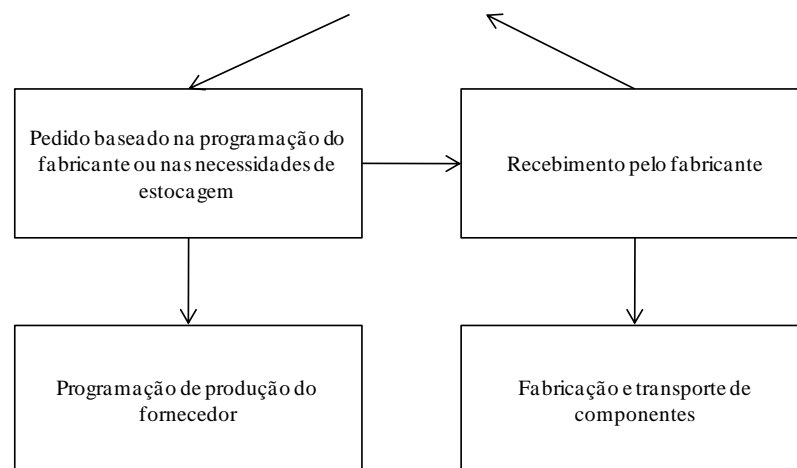 Pedido baseado na programação do
fabricante ou nas necessidades de
estocagem
Recebimento pelo fabricante
Programação de produção do
fornecedor
Fabricação e transporte de
componentes